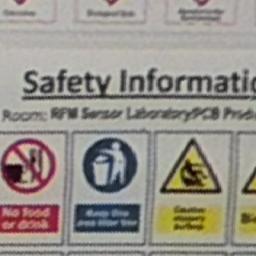 Safety Informatio
Room: RFM Sensor Laboratory/PCB Produ
No food
or drink
Keep this
area litter free
Caution
slippery
surface
Bio